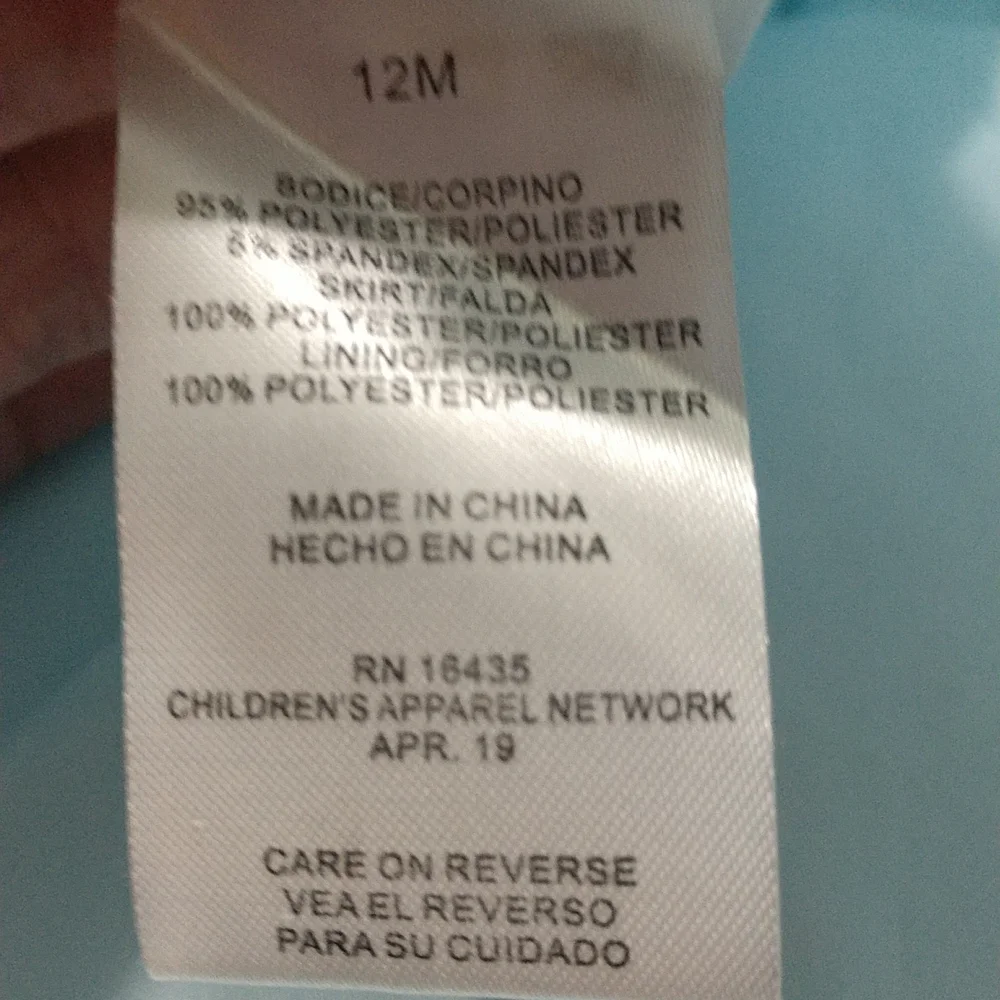 12M
BODICE/CORPINO
95% POLYESTER/POLIESTER
5% SPANDEX/SPANDEX
SKIRT/FALDA
100% POLYESTER/POLIESTER
LINING/FORRO
100% POLYESTER/POLIESTER
MADE IN CHINA
HECHO EN CHINA
RN 16435
CHILDREN'S APPAREL NETWORK
APR. 19
CARE ON REVERSE
VEA EL REVERSO
PARA SU CUIDADO